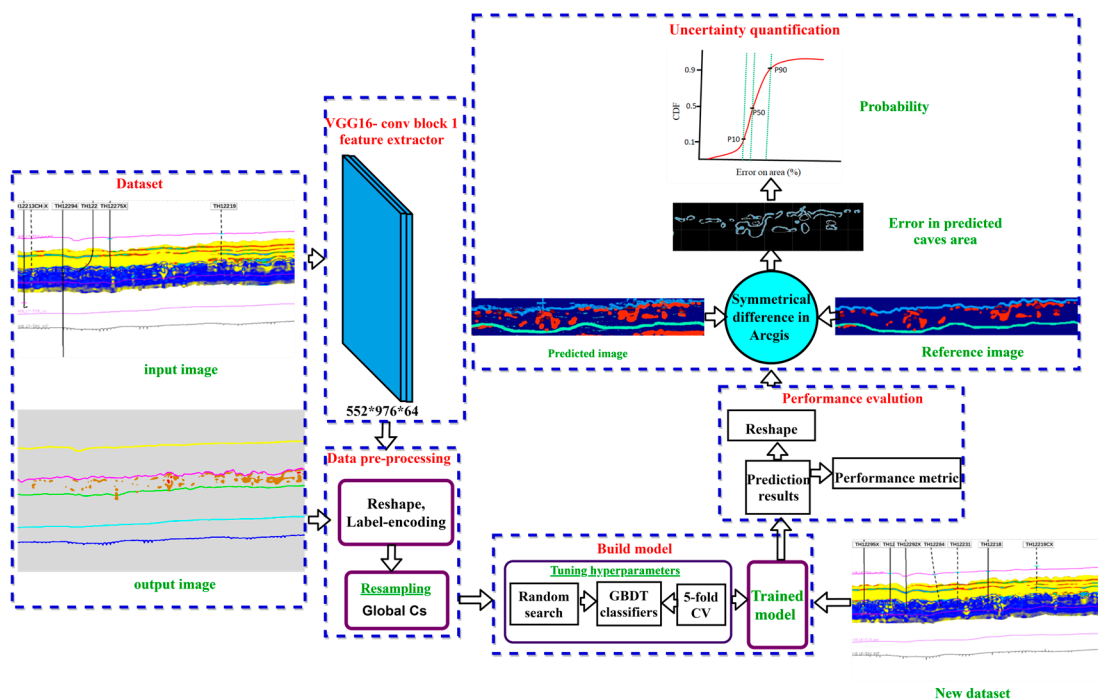 Uncertainty quantification
0.9
0.5
0.1
CDF
P90
P50
P10
Error on area (%)
Probability
Error in predicted
caves area
Symmetrical
difference in
Arcgis
Predicted image
Reference image
VGG16- conv block 1
feature extractor
552*976*64
Dataset
12213CH X
TH12294
TH122
TH12275X
TH12219
input image
output image
Data pre-processing
Reshape,
Label-encoding
Resampling
Global Cs
Build model
Tuning hyperparameters
Random
search
GBDT
classifiers
5-fold
CV
Trained
model
Performance evalution
Reshape
Prediction
results
Performance metric
TH12295X
TH12
TH12292X
TH12284
TH12231
TH12218
TH12219CX
New dataset